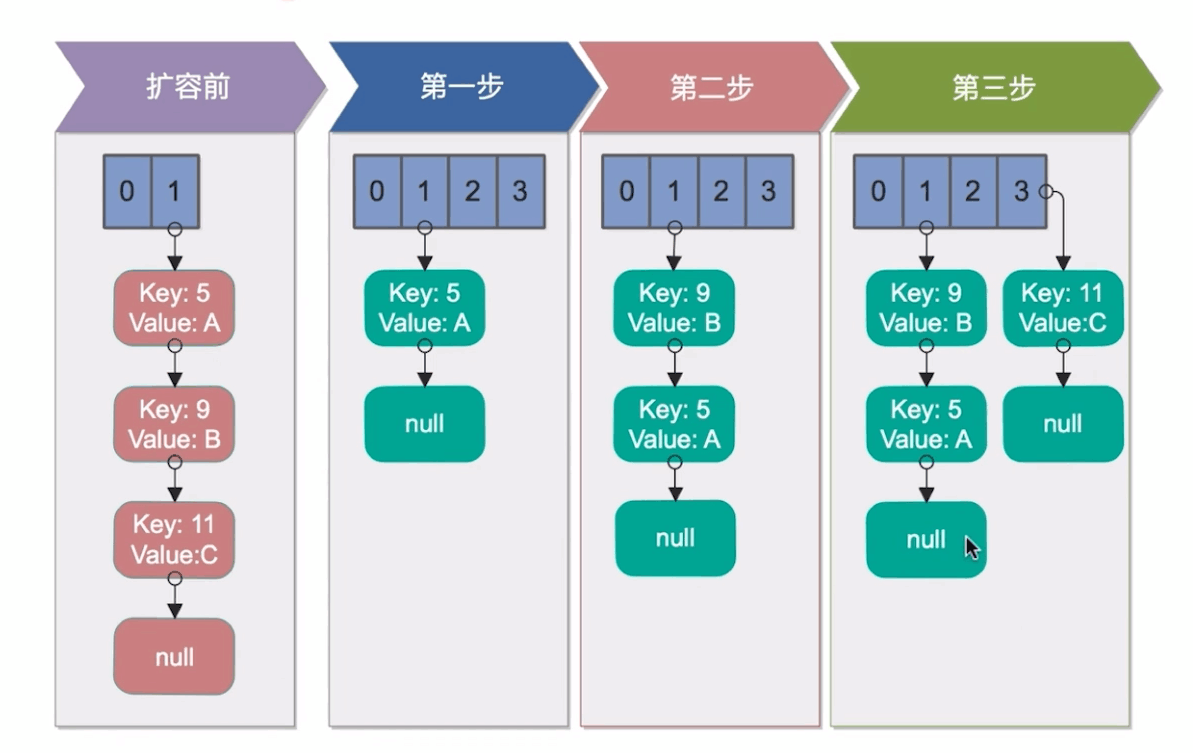 扩容前
0 1
Key: 5
Value: A
Key: 9
Value: B
Key: 11
Value:C
null
第一步
0 1 2 3
Key: 5
Value: A
null
第二步
0 1 2 3
Key: 9
Value: B
Key: 5
Value: A
null
第三步
0 1 2 3
Key: 9
Value: B
Key: 11
Value:C
Key: 5
Value: A
null
null